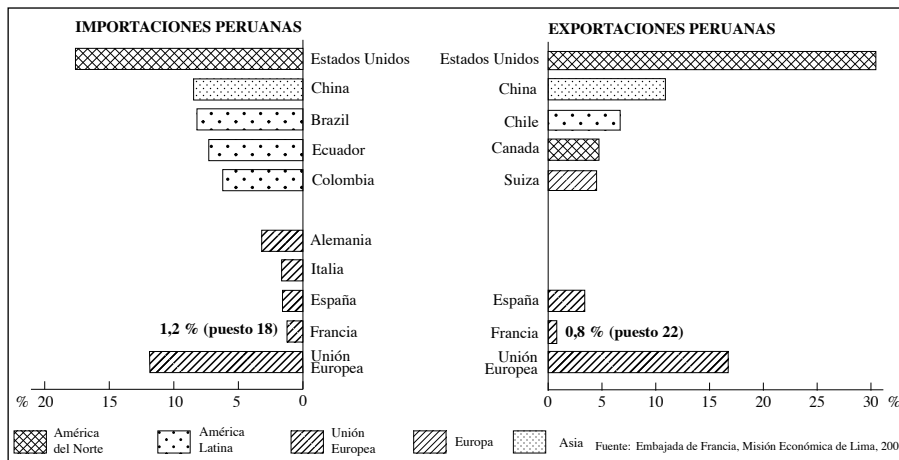 IMPORTACIONES PERUANAS
Estados Unidos
China
Brazil
Ecuador
Colombia
Alemania
Italia
España
1,2 % (puesto 18) Francia
Unión
Europea
% 20 15 10 5 0
EXPORTACIONES PERUANAS
Estados Unidos
China
Chile
Canada
Suiza
España
Francia 0,8 % (puesto 22)
Unión
Europea
0 5 10 15 20 25 30 %
América
del Norte
América
Latina
Unión
Europea
Europa
Asia
Fuente: Embajada de Francia, Misión Económica de Lima, 200